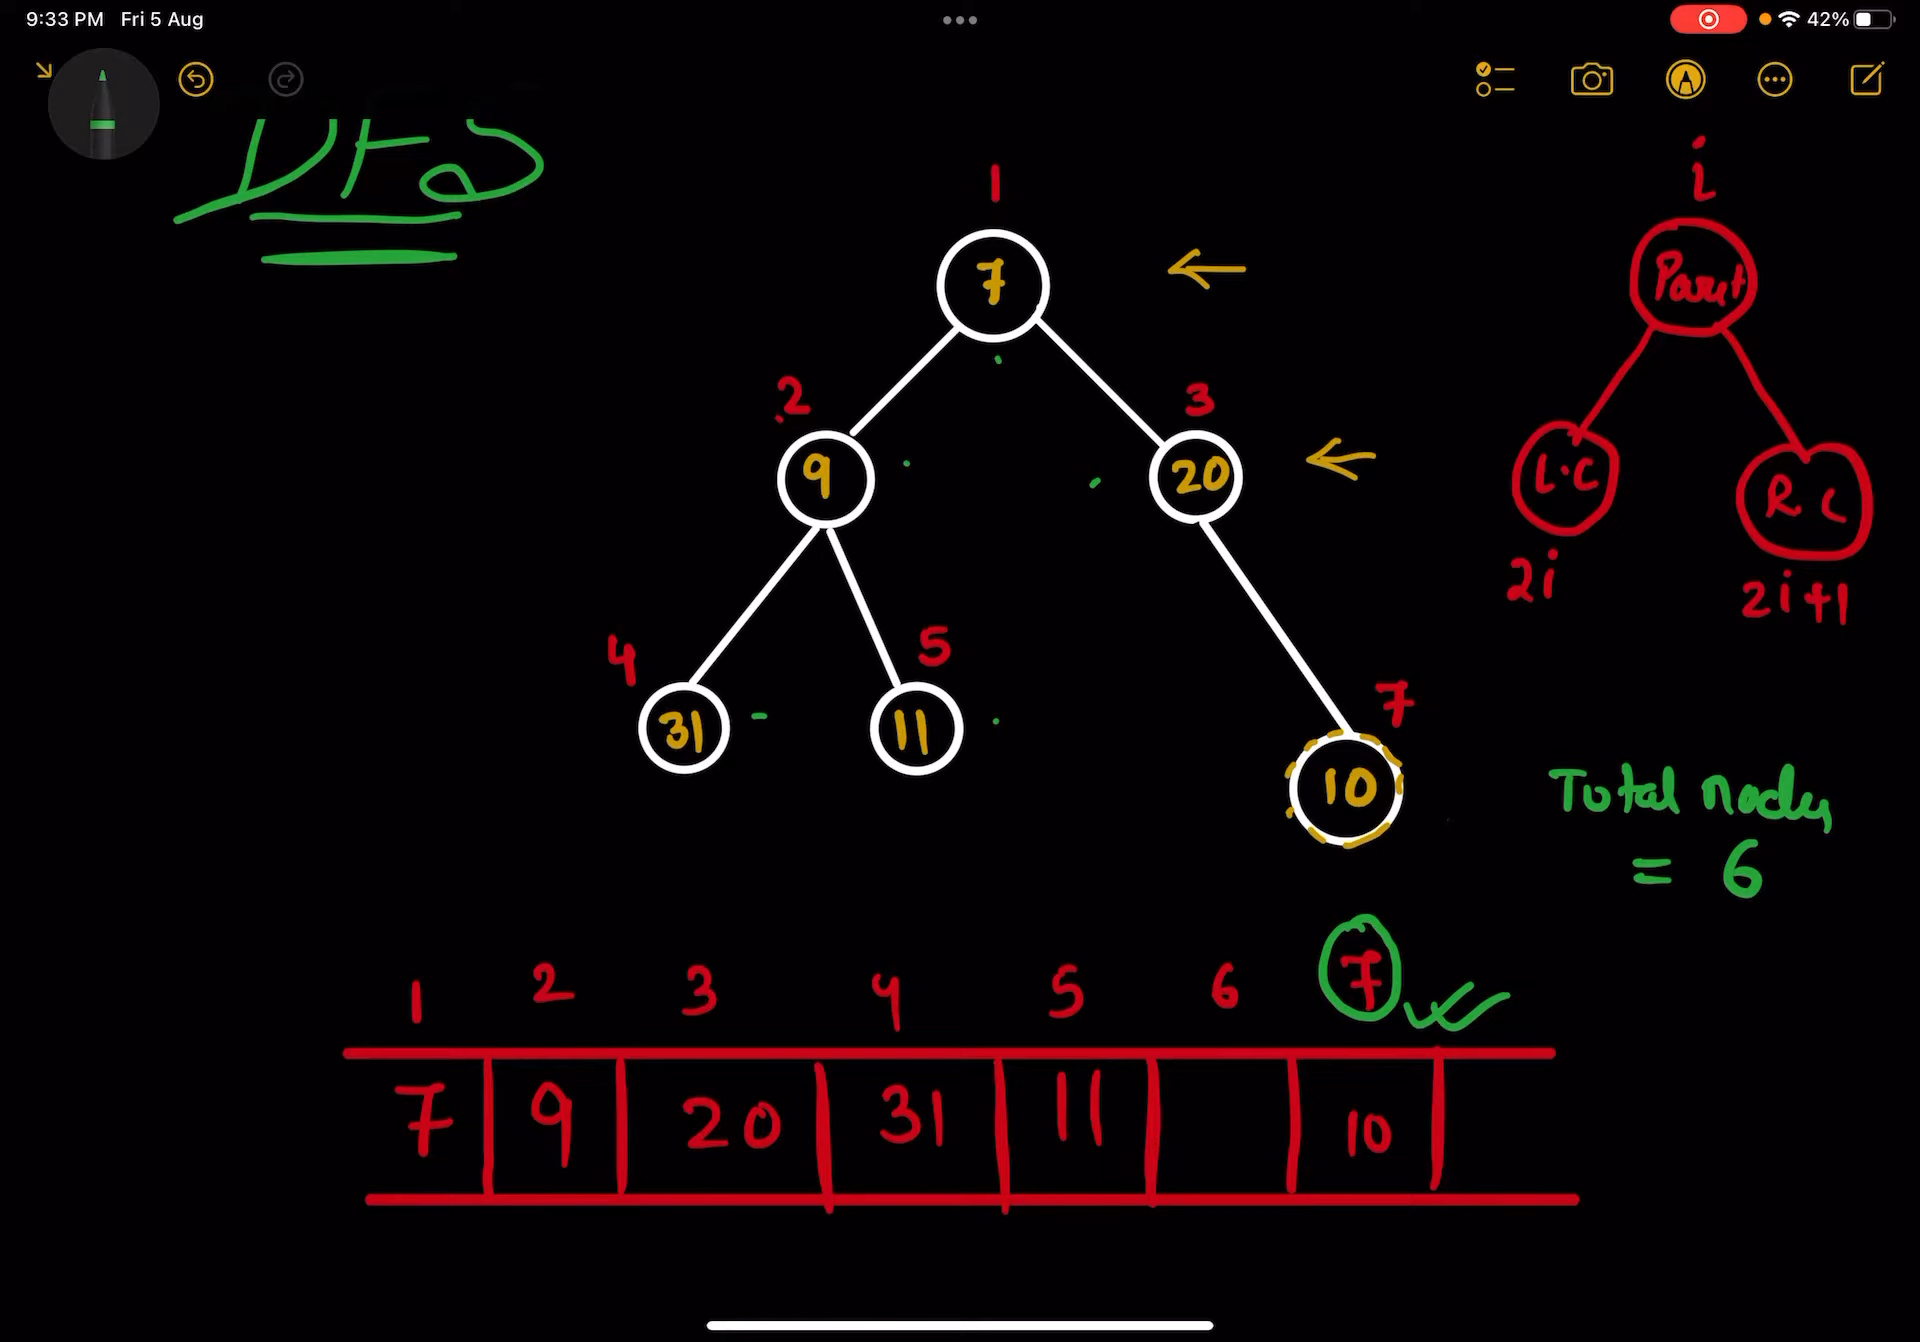 9:33 PM Fri 5 Aug
42%
DFS
1
i
7
Parnt
2
3
9
20
L.C
R C
2i
2i+1
4
5
31
11
7
10
Total nodes
= 6
1 2 3 4 5 6 7
7 9 20 31 11 10